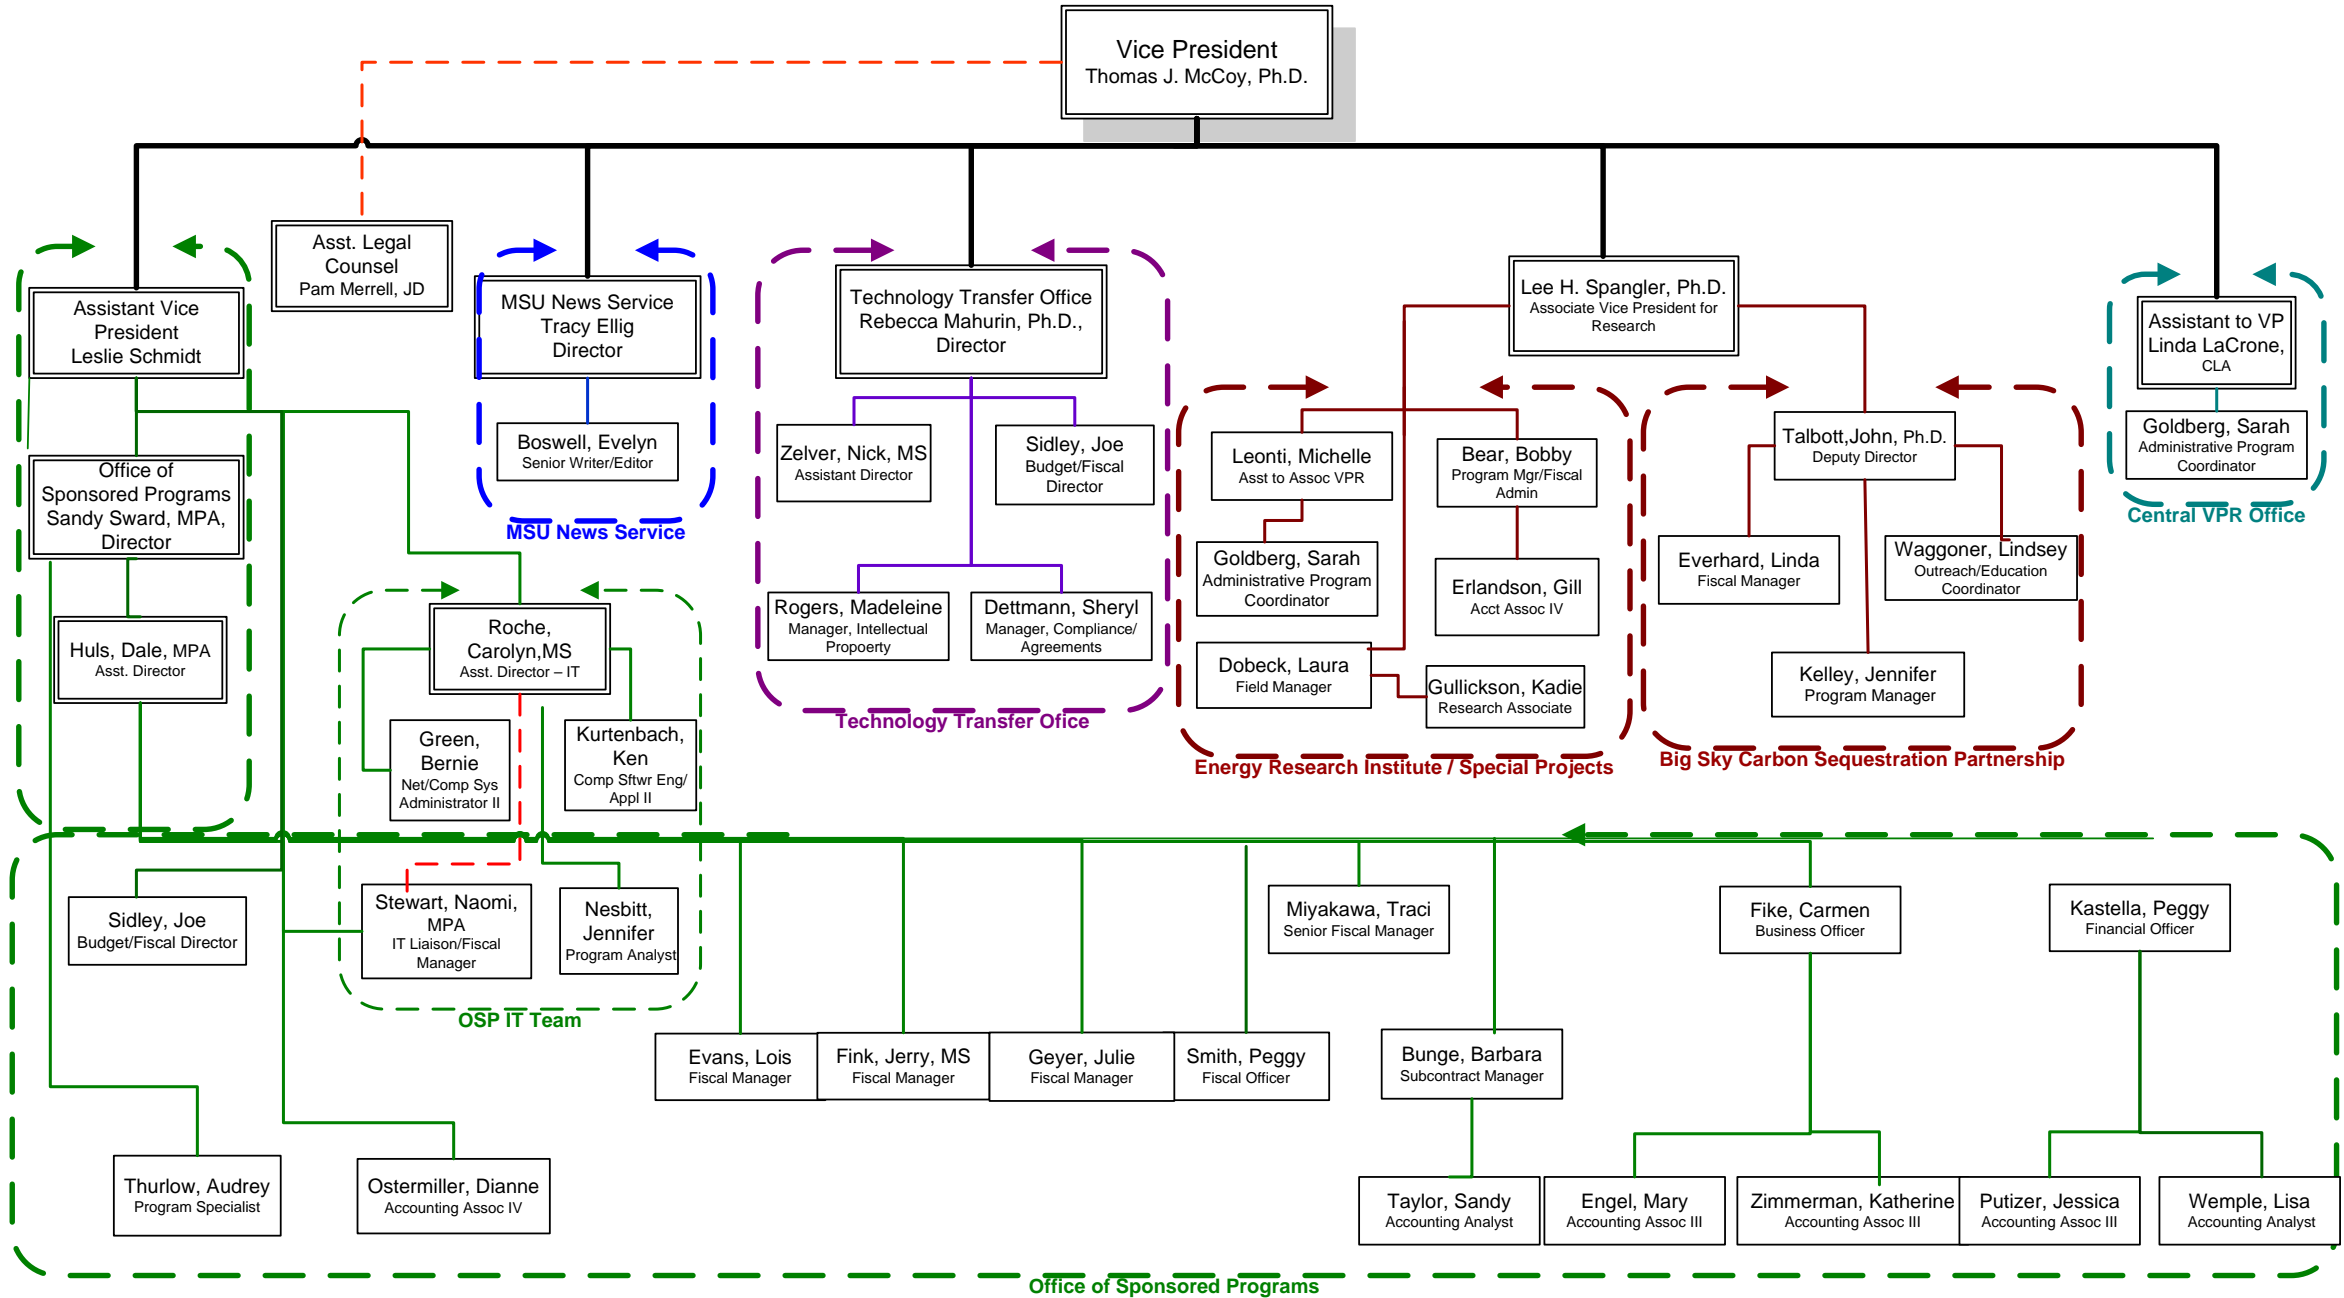 Vice President
Thomas J. McCoy, Ph.D.
Asst. Legal
Counsel
Pam Merrell, JD
Assistant Vice
President
Leslie Schmidt
MSU News Service
Tracy Ellig
Director
Technology Transfer Office
Rebecca Mahurin, Ph.D.,
Director
Lee H. Spangler, Ph.D.
Associate Vice President for
Research
Assistant to VP
Linda LaCrone,
CLA
Office of
Sponsored Programs
Sandy Sward, MPA,
Director
Boswell, Evelyn
Senior Writer/Editor
MSU News Service
Zelver, Nick, MS
Assistant Director
Sidley, Joe
Budget/Fiscal
Director
Leonti, Michelle
Asst to Assoc VPR
Bear, Bobby
Program Mgr/Fiscal
Admin
Talbott,John, Ph.D.
Deputy Director
Goldberg, Sarah
Administrative Program
Coordinator
Central VPR Office
Goldberg, Sarah
Administrative Program
Coordinator
Erlandson, Gill
Acct Assoc IV
Everhard, Linda
Fiscal Manager
Waggoner, Lindsey
Outreach/Education
Coordinator
Huls, Dale, MPA
Asst. Director
Roche,
Carolyn,MS
Asst. Director – IT
Rogers, Madeleine
Manager, Intellectual
Propoerty
Dettmann, Sheryl
Manager, Compliance/
Agreements
Dobeck, Laura
Field Manager
Gullickson, Kadie
Research Associate
Kelley, Jennifer
Program Manager
Technology Transfer Ofice
Energy Research Institute / Special Projects
Big Sky Carbon Sequestration Partnership
Green,
Bernie
Net/Comp Sys
Administrator II
Kurtenbach,
Ken
Comp Sftwr Eng/
Appl II
Sidley, Joe
Budget/Fiscal Director
Stewart, Naomi,
MPA
IT Liaison/Fiscal
Manager
Nesbitt,
Jennifer
Program Analyst
OSP IT Team
Miyakawa, Traci
Senior Fiscal Manager
Fike, Carmen
Business Officer
Kastella, Peggy
Financial Officer
Evans, Lois
Fiscal Manager
Fink, Jerry, MS
Fiscal Manager
Geyer, Julie
Fiscal Manager
Smith, Peggy
Fiscal Officer
Bunge, Barbara
Subcontract Manager
Thurlow, Audrey
Program Specialist
Ostermiller, Dianne
Accounting Assoc IV
Taylor, Sandy
Accounting Analyst
Engel, Mary
Accounting Assoc III
Zimmerman, Katherine
Accounting Assoc III
Putizer, Jessica
Accounting Assoc III
Wemple, Lisa
Accounting Analyst
Office of Sponsored Programs